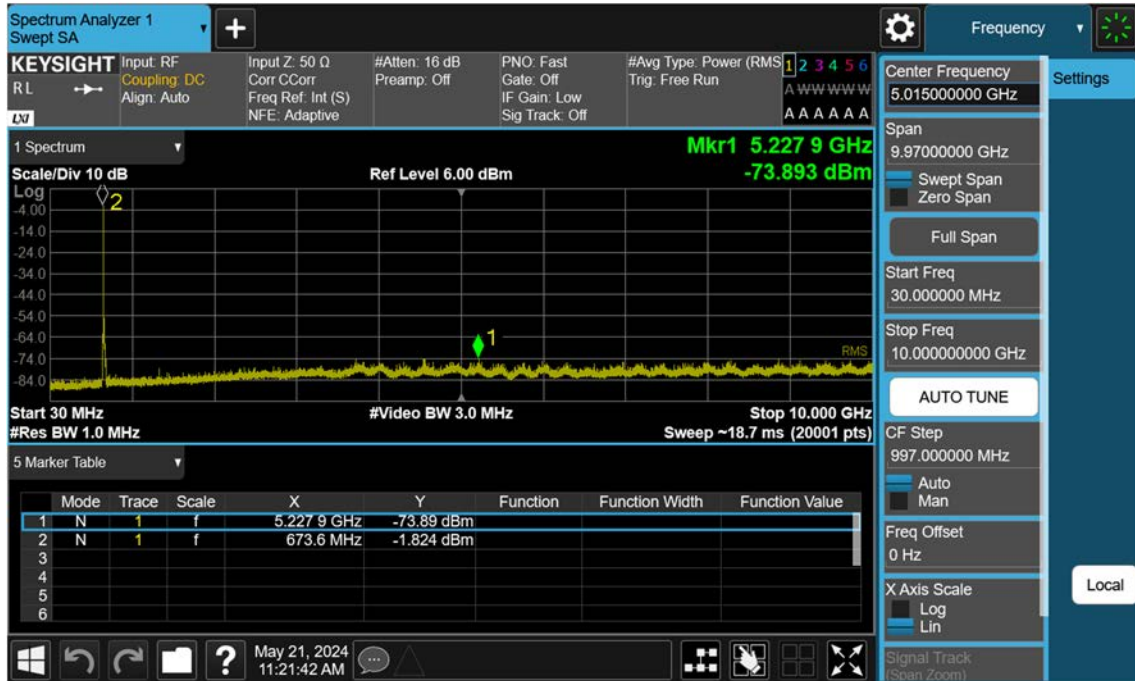 Spectrum Analyzer 1
Swept SA
Frequency
KEYSIGHT
R L
LXI
Input: RF
Coupling: DC
Align: Auto
Input Z: 50 Ω
Corr CCorr
Freq Ref: Int (S)
NFE: Adaptive
#Atten: 16 dB
Preamp: Off
PNO: Fast
Gate: Off
IF Gain: Low
Sig Track: Off
#Avg Type: Power (RMS
Trig: Free Run
1 2 3 4 5 6
A W W W W W
A A A A A A
1 Spectrum
Mkr1 5.227 9 GHz
Scale/Div 10 dB
Ref Level 6.00 dBm
-73.893 dBm
Log
2
-4.00
-14.0
-24.0
-34.0
-44.0
-54.0
-64.0
1
-74.0
RMS
-84.0
Start 30 MHz
#Video BW 3.0 MHz
Stop 10.000 GHz
#Res BW 1.0 MHz
Sweep ~18.7 ms (20001 pts)
5 Marker Table
Mode Trace Scale X Y Function Function Width Function Value
1 N 1 f 5.227 9 GHz -73.89 dBm
2 N 1 f 673.6 MHz -1.824 dBm
3
4
5
6
May 21, 2024
11:21:42 AM
Center Frequency
5.015000000 GHz
Settings
Span
9.97000000 GHz
Swept Span
Zero Span
Full Span
Start Freq
30.000000 MHz
Stop Freq
10.000000000 GHz
AUTO TUNE
CF Step
997.000000 MHz
Auto
Man
Freq Offset
0 Hz
X Axis Scale
Log
Lin
Local
Signal Track
(Span Zoom)